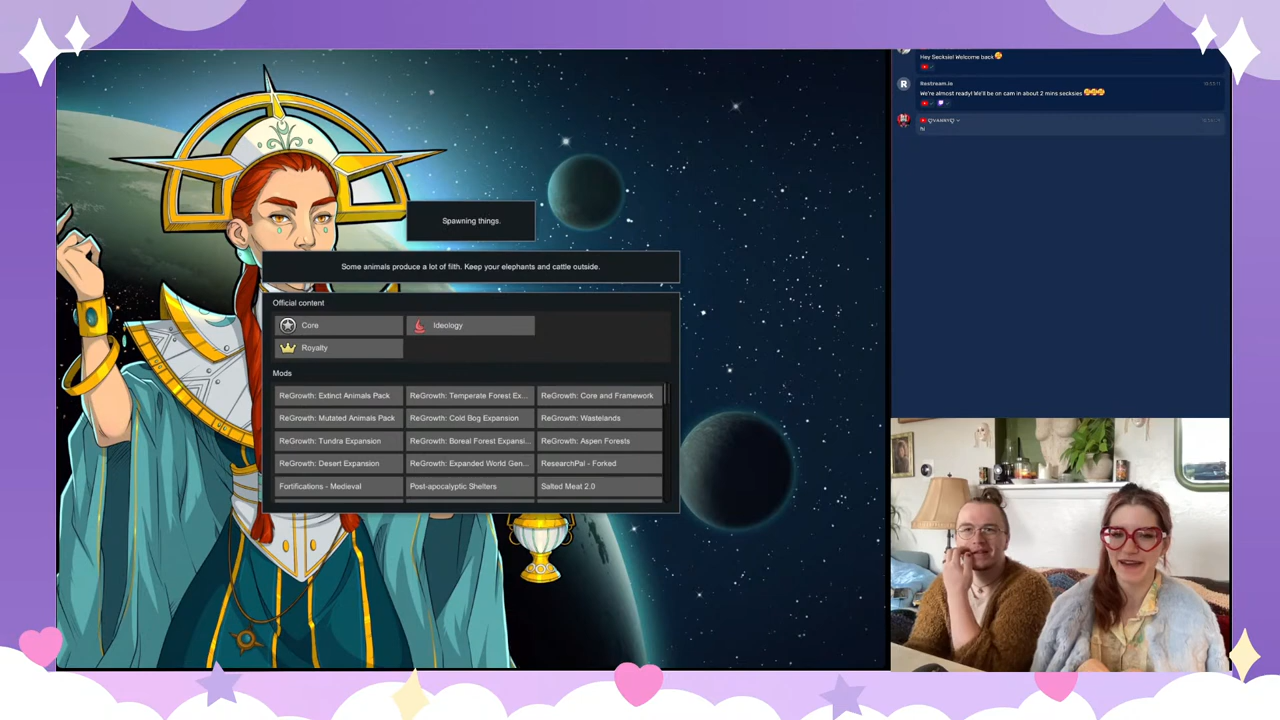 Hey Secksie! Welcome back
Restream.io
We're almost ready! We'll be on cam in about 2 mins secksies
hi
Spawning things.
Some animals produce a lot of filth. Keep your elephants and cattle outside.
Official content
Core
Ideology
Royalty
Mods
ReGrowth: Extinct Animals Pack
ReGrowth: Temperate Forest Ex...
ReGrowth: Core and Framework
ReGrowth: Mutated Animals Pack
ReGrowth: Cold Bog Expansion
ReGrowth: Wastelands
ReGrowth: Tundra Expansion
ReGrowth: Boreal Forest Expansi...
ReGrowth: Aspen Forests
ReGrowth: Desert Expansion
ReGrowth: Expanded World Gen...
ResearchPal - Forked
Fortifications - Medieval
Post-apocalyptic Shelters
Salted Meat 2.0